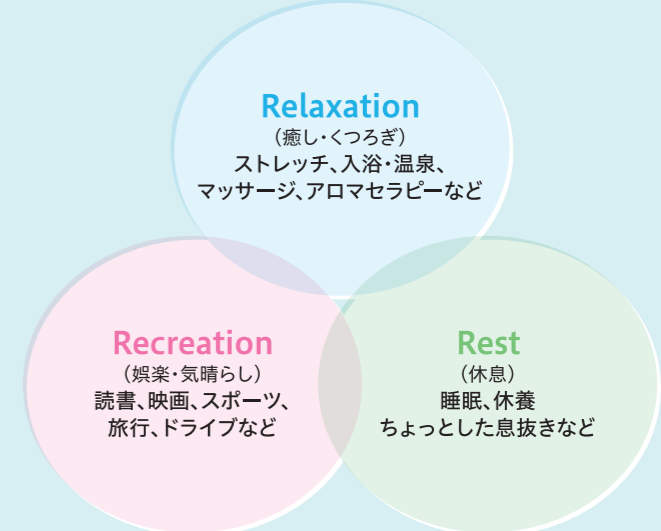 Relaxation
（癒し・くつろぎ）
ストレッチ、入浴・温泉、
マッサージ、アロマセラピーなど
Recreation
（娯楽・気晴らし）
読書、映画、スポーツ、
旅行、ドライブなど
Rest
（休息）
睡眠、休養
ちょっとした息抜きなど